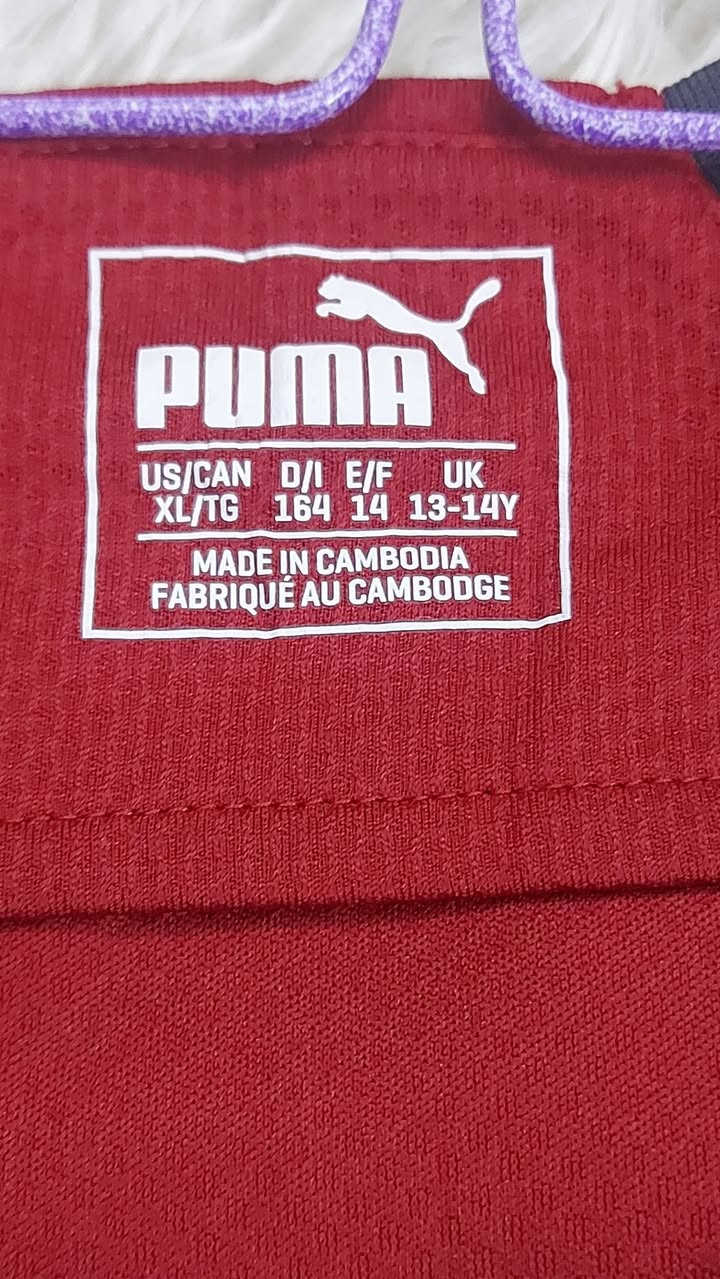 PUMA
US/CAN D/I E/F UK
XL/TG 164 14 13-14Y
MADE IN CAMBODIA
FABRIQUÉ AU CAMBODGE